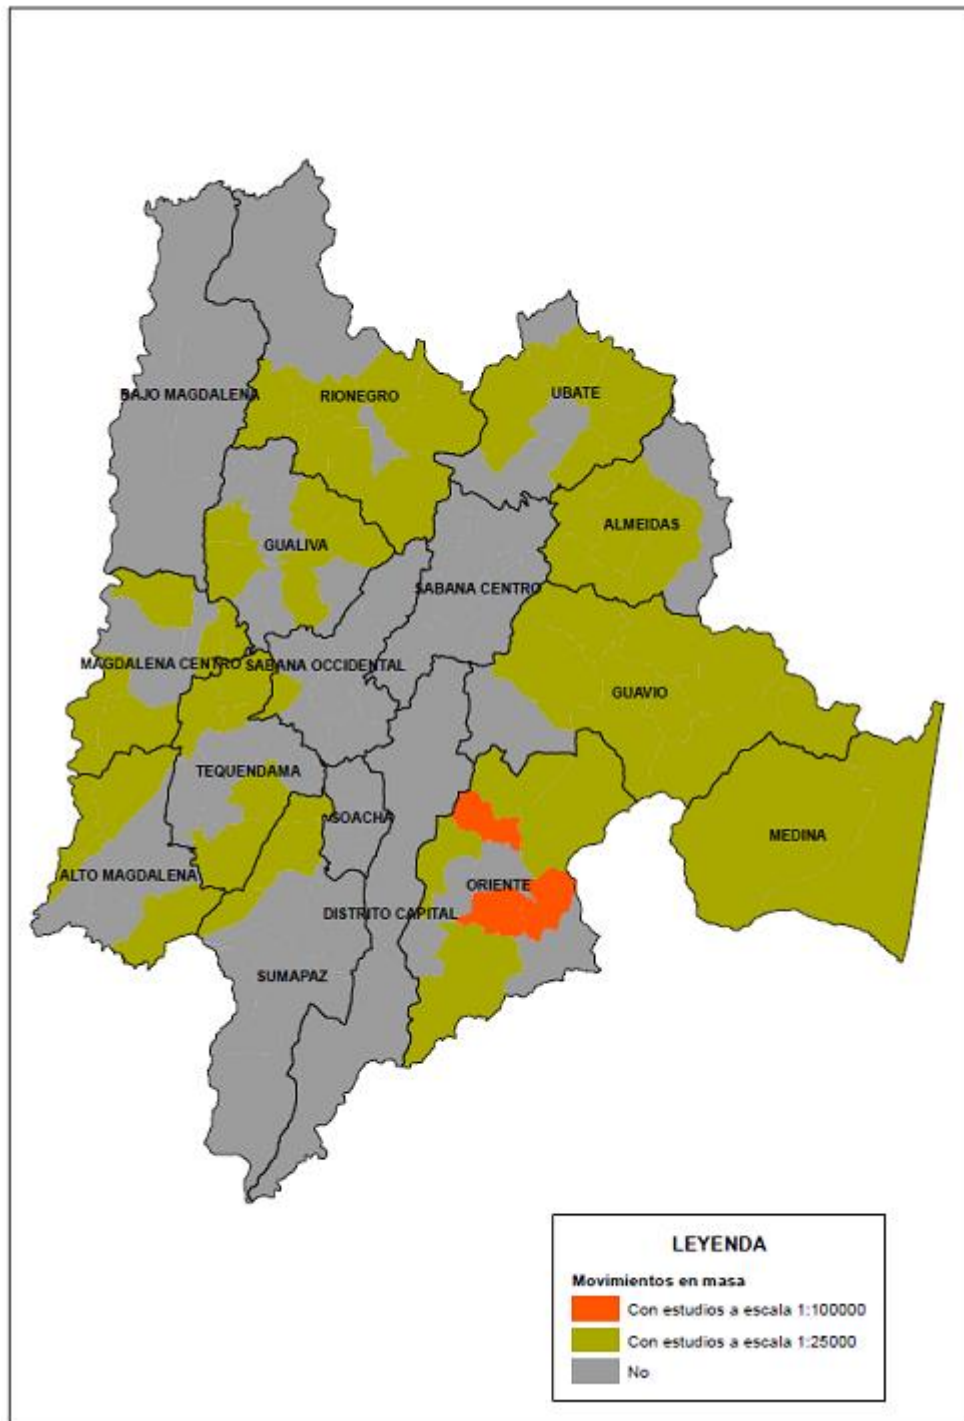 BAJO MAGDALENA
RIONEGRO
UBATE
ALMEIDAS
GUALIVA
SABANA CENTRO
MAGDALENA CENTRO
SABANA OCCIDENTAL
GUAVIO
TEQUENDAMA
SOACHA
MEDINA
ALTO MAGDALENA
ORIENTE
DISTRITO CAPITAL
SUMAPAZ
LEYENDA
Movimientos en masa
Con estudios a escala 1:100000
Con estudios a escala 1:25000
No